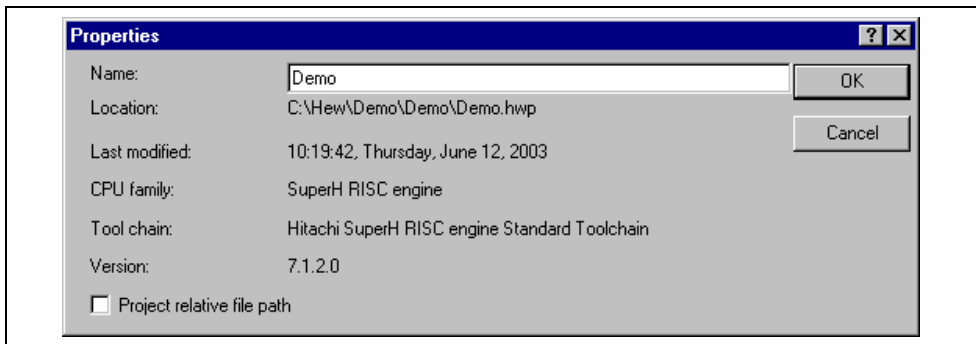 Properties
Name: Demo OK
Location: C:\Hew\Demo\Demo\Demo.hwp
Cancel
Last modified: 10:19:42, Thursday, June 12, 2003
CPU family: SuperH RISC engine
Tool chain: Hitachi SuperH RISC engine Standard Toolchain
Version: 7.1.2.0
Project relative file path